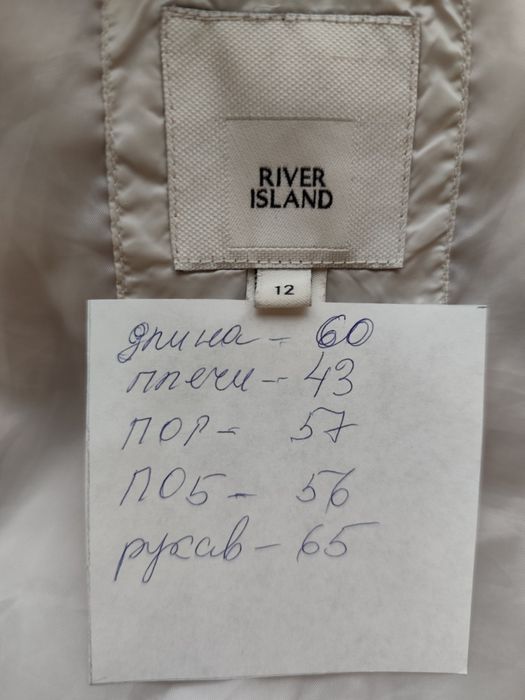 RIVER
ISLAND
12
длина - 60
плечи - 43
ПОГ - 57
ПОБ - 56
рукав - 65